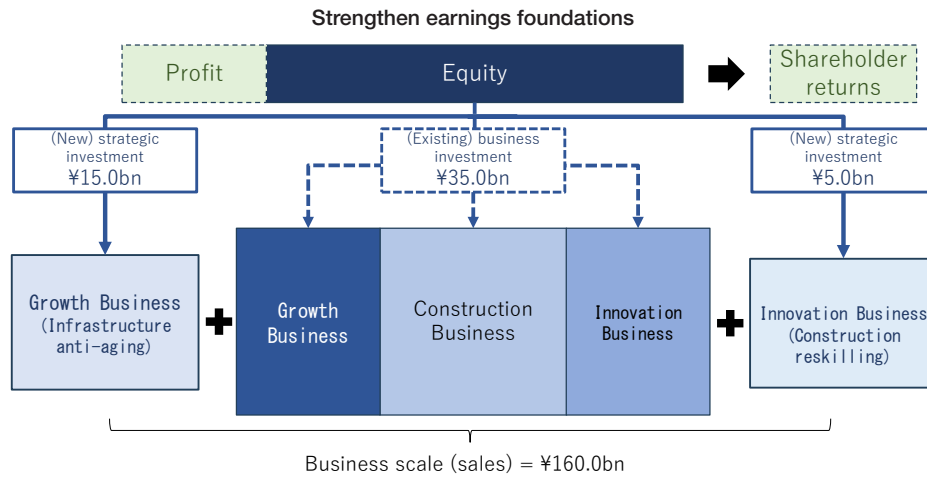 Strengthen earnings foundations
Profit
Equity
Shareholder
returns
(New) strategic
investment
¥15.0bn
(Existing) business
investment
¥35.0bn
(New) strategic
investment
¥5.0bn
Growth Business
(Infrastructure
anti-aging)
Growth
Business
Construction
Business
Innovation
Business
Innovation Business
(Construction
reskilling)
Business scale (sales) = ¥160.0bn